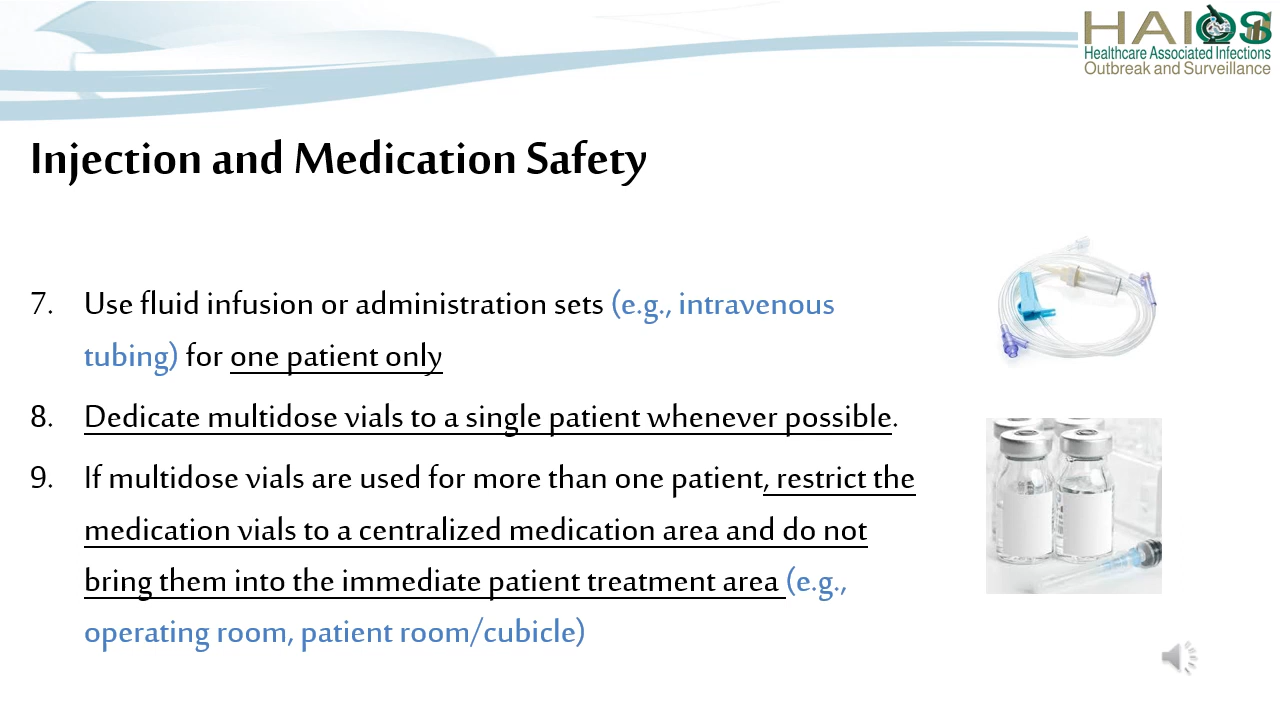 HAIOS
Healthcare Associated Infections
Outbreak and Surveillance
Injection and Medication Safety
7. Use fluid infusion or administration sets (e.g., intravenous
tubing) for one patient only
8. Dedicate multidose vials to a single patient whenever possible.
9. If multidose vials are used for more than one patient, restrict the
medication vials to a centralized medication area and do not
bring them into the immediate patient treatment area (e.g.,
operating room, patient room/cubicle)